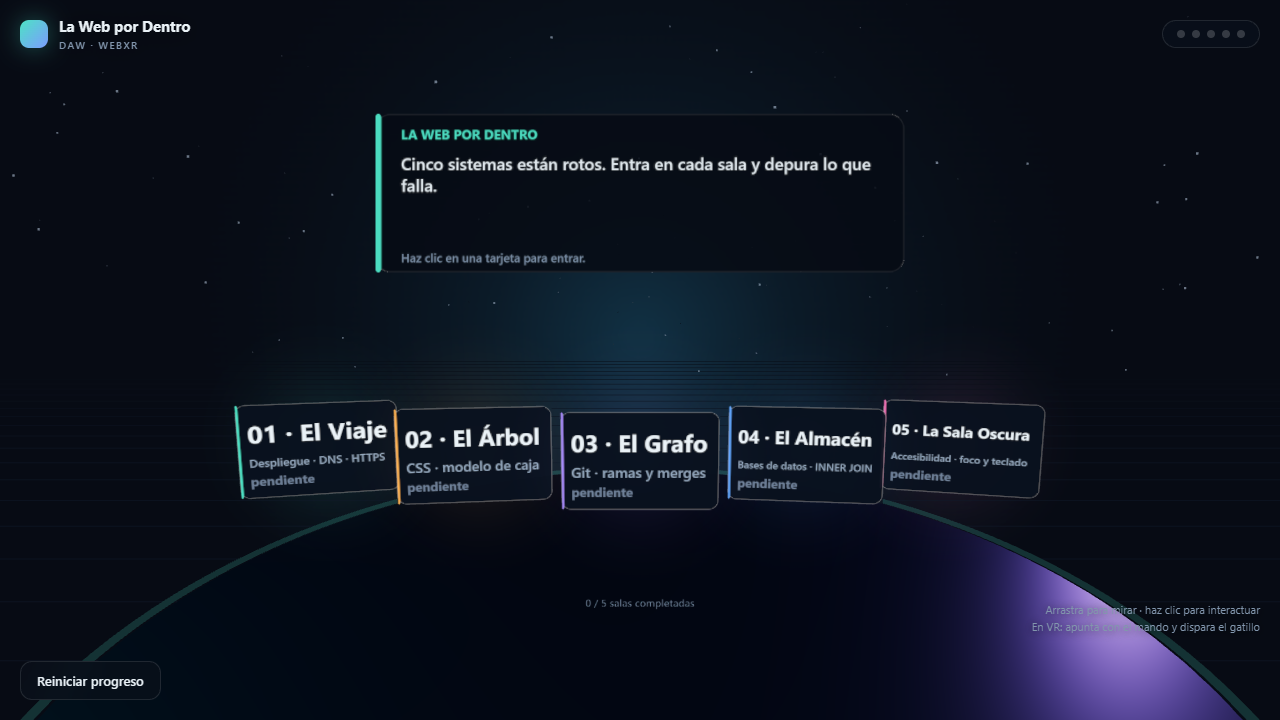 La Web por Dentro
DAW · WEBXR
LA WEB POR DENTRO
Cinco sistemas están rotos. Entra en cada sala y depura lo que
falla.
Haz clic en una tarjeta para entrar.
01 · El Viaje
Despliegue · DNS · HTTPS
pendiente
02 · El Árbol
CSS · modelo de caja
pendiente
03 · El Grafo
Git · ramas y merges
pendiente
04 · El Almacén
Bases de datos · INNER JOIN
pendiente
05 · La Sala Oscura
Accesibilidad · foco y teclado
pendiente
0 / 5 salas completadas
Arrastra para mirar · haz clic para interactuar
En VR: apunta con el mando y dispara el gatillo
Reiniciar progreso